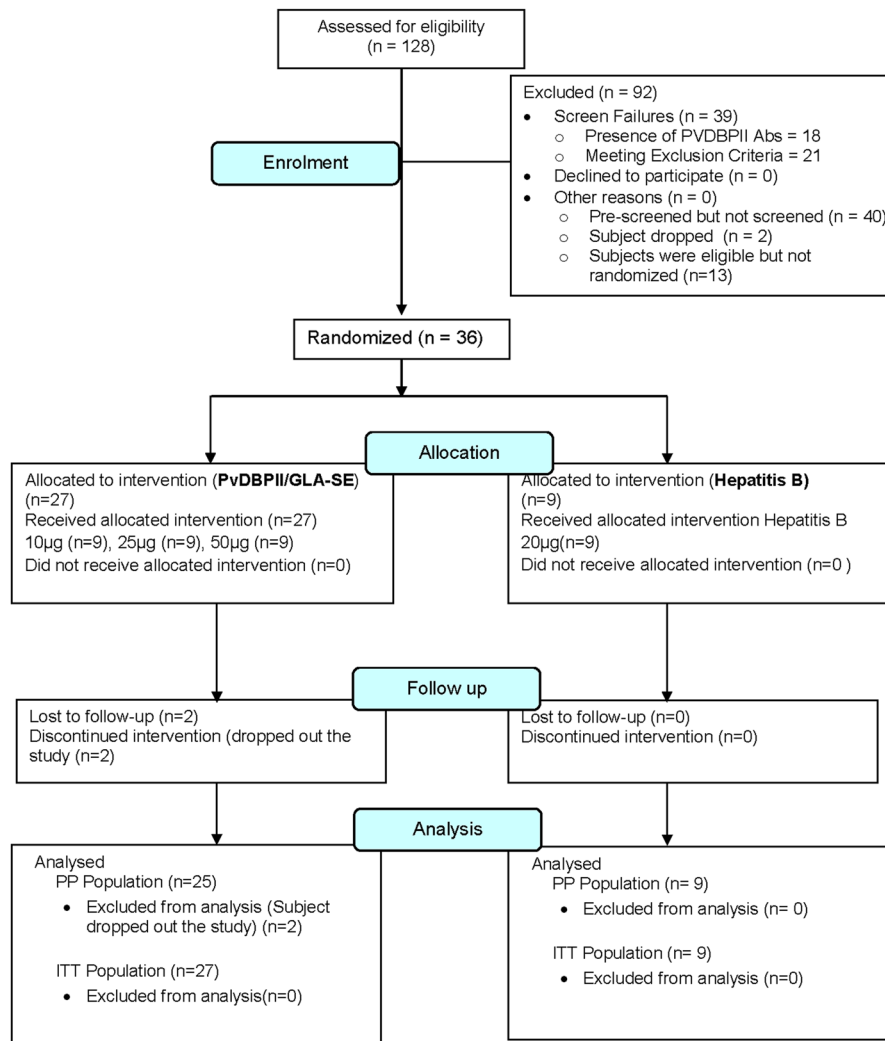 Assessed for eligibility
(n = 128)
Excluded (n = 92)
• Screen Failures (n = 39)
o Presence of PVDBPII Abs = 18
o Meeting Exclusion Criteria = 21
• Declined to participate (n = 0)
• Other reasons (n = 0)
o Pre-screened but not screened (n = 40)
o Subject dropped (n = 2)
o Subjects were eligible but not
randomized (n=13)
Enrolment
Randomized (n = 36)
Allocation
Allocated to intervention (PvDBPII/GLA-SE)
(n=27)
Received allocated intervention (n=27)
10µg (n=9), 25µg (n=9), 50µg (n=9)
Did not receive allocated intervention (n=0)
Allocated to intervention (Hepatitis B)
(n=9)
Received allocated intervention Hepatitis B
20µg(n=9)
Did not receive allocated intervention (n=0 )
Follow up
Lost to follow-up (n=2)
Discontinued intervention (dropped out the
study (n=2)
Lost to follow-up (n=0)
Discontinued intervention (n=0)
Analysis
Analysed
PP Population (n=25)
• Excluded from analysis (Subject
dropped out the study) (n=2)
ITT Population (n=27)
• Excluded from analysis(n=0)
Analysed
PP Population (n= 9)
• Excluded from analysis (n= 0)
ITT Population (n= 9)
• Excluded from analysis (n=0)